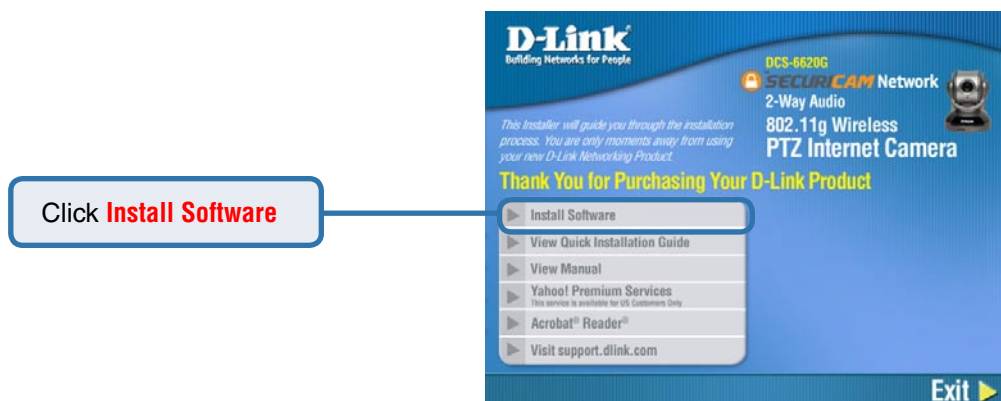 D-Link
Building Networks for People
DCS-6620G
SECURICAM Network
2-Way Audio
802.11g Wireless
PTZ Internet Camera
This Installer will guide you through the installation
process. You are only moments away from using
your new D-Link Networking Product.
Thank You for Purchasing Your D-Link Product
Click Install Software
Install Software
View Quick Installation Guide
View Manual
Yahoo! Premium Services
This service is available for US Customers Only
Acrobat® Reader®
Visit support.dlink.com
Exit